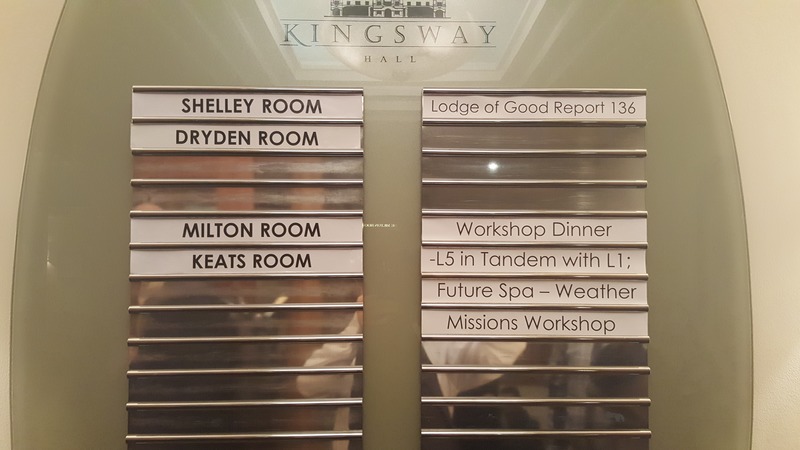 KINGSWAY
HALL
SHELLEY ROOM
Lodge of Good Report 136
DRYDEN ROOM
MILTON ROOM
Workshop Dinner
KEATS ROOM
-L5 in Tandem with L1;
Future Spa – Weather
Missions Workshop